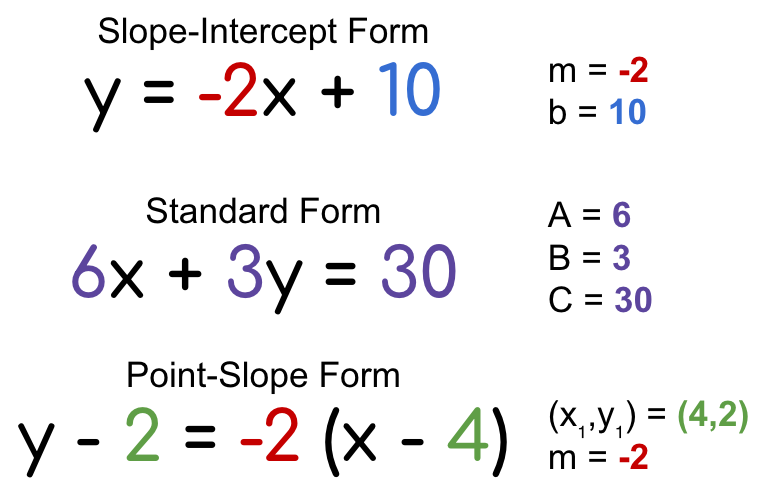 Slope-Intercept Form
y = -2x + 10
m = -2
b = 10
Standard Form
6x + 3y = 30
A = 6
B = 3
C = 30
Point-Slope Form
y - 2 = -2 (x - 4)
(x₁,y₁) = (4,2)
m = -2